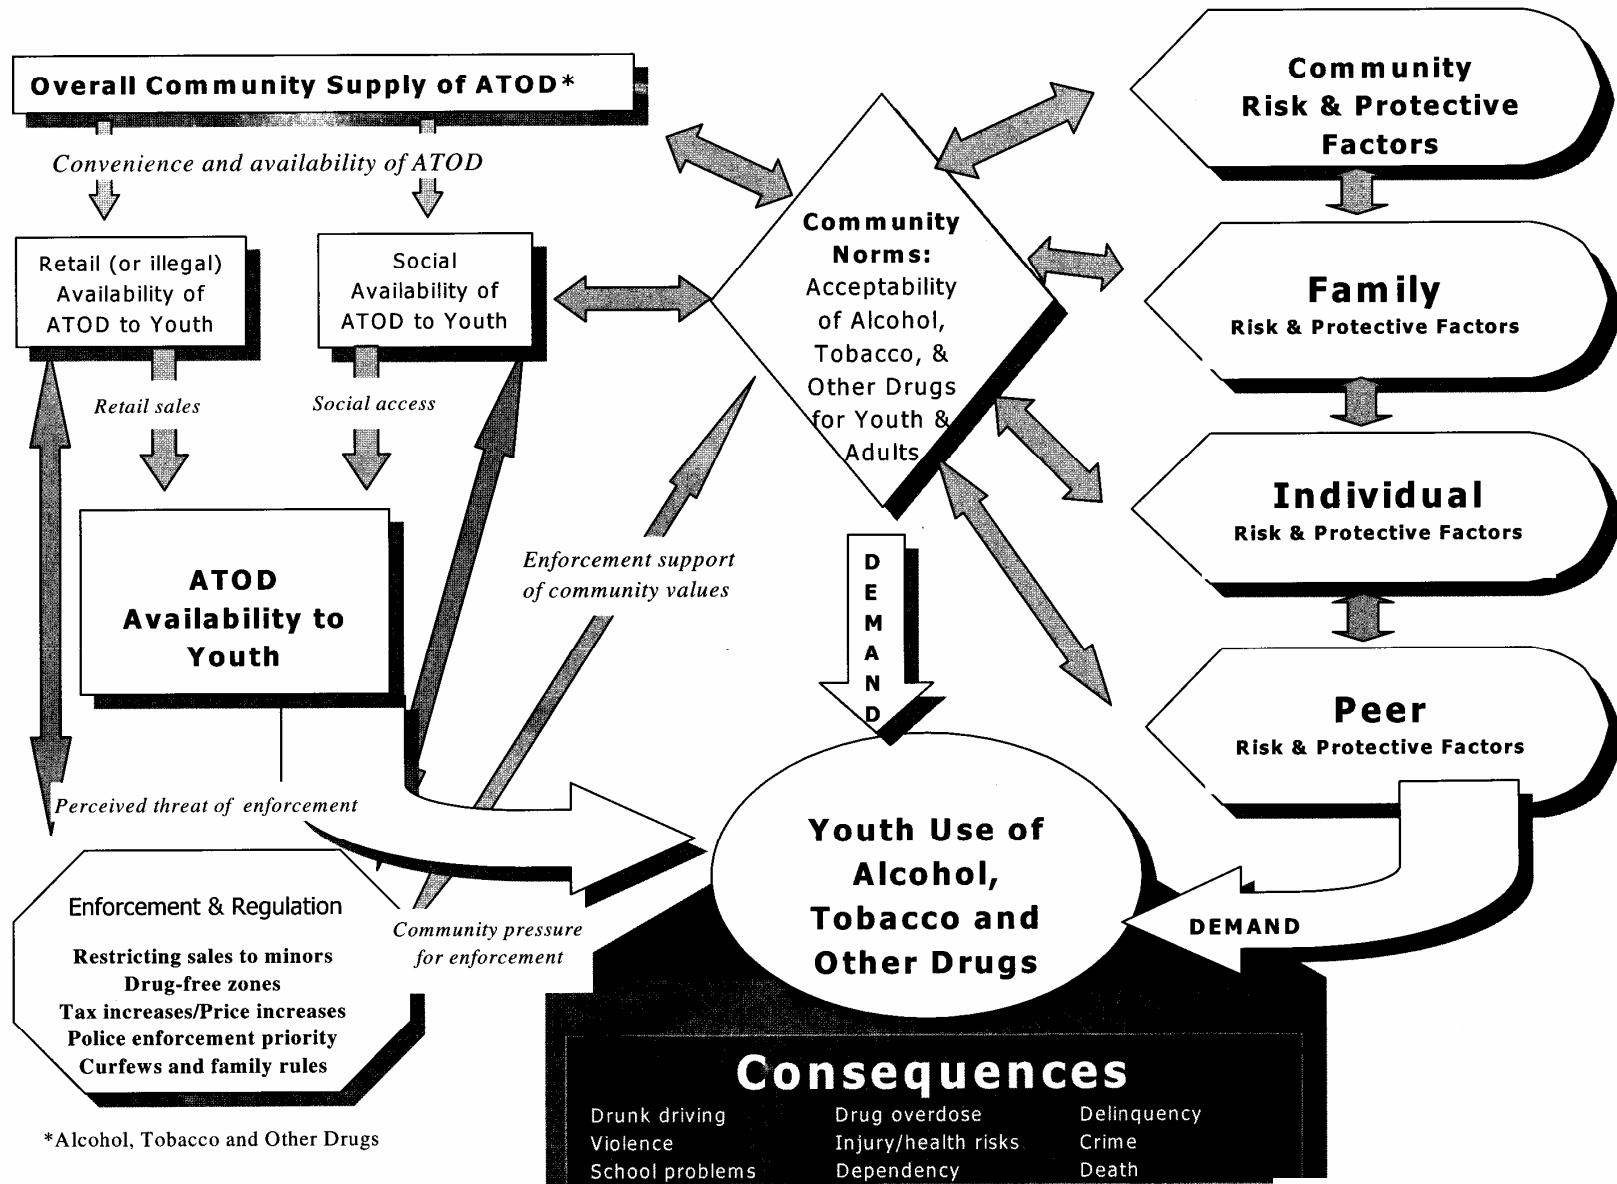 Overall Community Supply of ATOD*
Convenience and availability of ATOD
Retail (or illegal)
Availability of
ATOD to Youth
Social
Availability of
ATOD to Youth
Retail sales
Social access
ATOD
Availability to
Youth
Perceived threat of enforcement
Enforcement & Regulation
Restricting sales to minors
Drug-free zones
Tax increases/Price increases
Police enforcement priority
Curfews and family rules
*Alcohol, Tobacco and Other Drugs
Enforcement support
of community values
Community pressure
for enforcement
Community
Norms:
Acceptability
of Alcohol,
Tobacco, &
Other Drugs
for Youth &
Adults
DEMAND
Community
Risk & Protective
Factors
Family
Risk & Protective Factors
Individual
Risk & Protective Factors
Peer
Risk & Protective Factors
DEMAND
Youth Use of
Alcohol,
Tobacco and
Other Drugs
Consequences
Drunk driving
Violence
School problems
Drug overdose
Injury/health risks
Dependency
Delinquency
Crime
Death